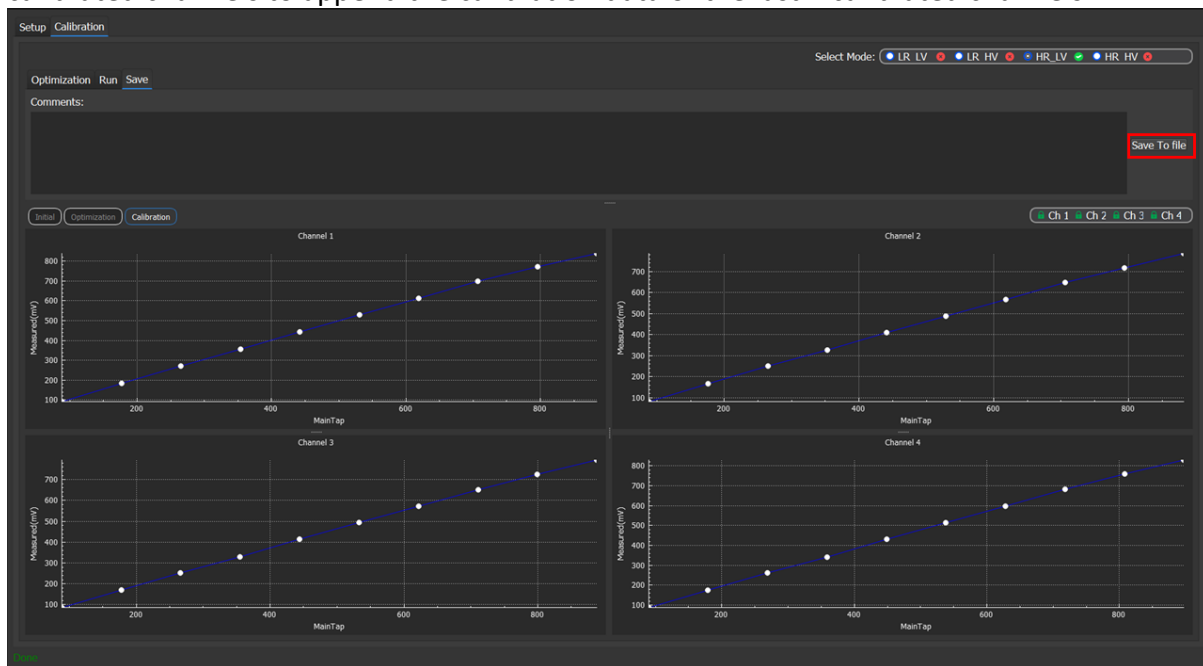 Setup Calibration
Select Mode: LR_LV LR_HV HR_LV HR_HV
Optimization Run Save
Comments:
Save To file
Initial Optimization Calibration
Ch 1 Ch 2 Ch 3 Ch 4
Channel 1
Measured(mV)
800
700
600
500
400
300
200
100
200 400 600 800
MainTap
Channel 2
Measured(mV)
700
600
500
400
300
200
100
200 400 600 800
MainTap
Channel 3
Measured(mV)
700
600
500
400
300
200
100
200 400 600 800
MainTap
Channel 4
Measured(mV)
800
700
600
500
400
300
200
100
200 400 600 800
MainTap
Done